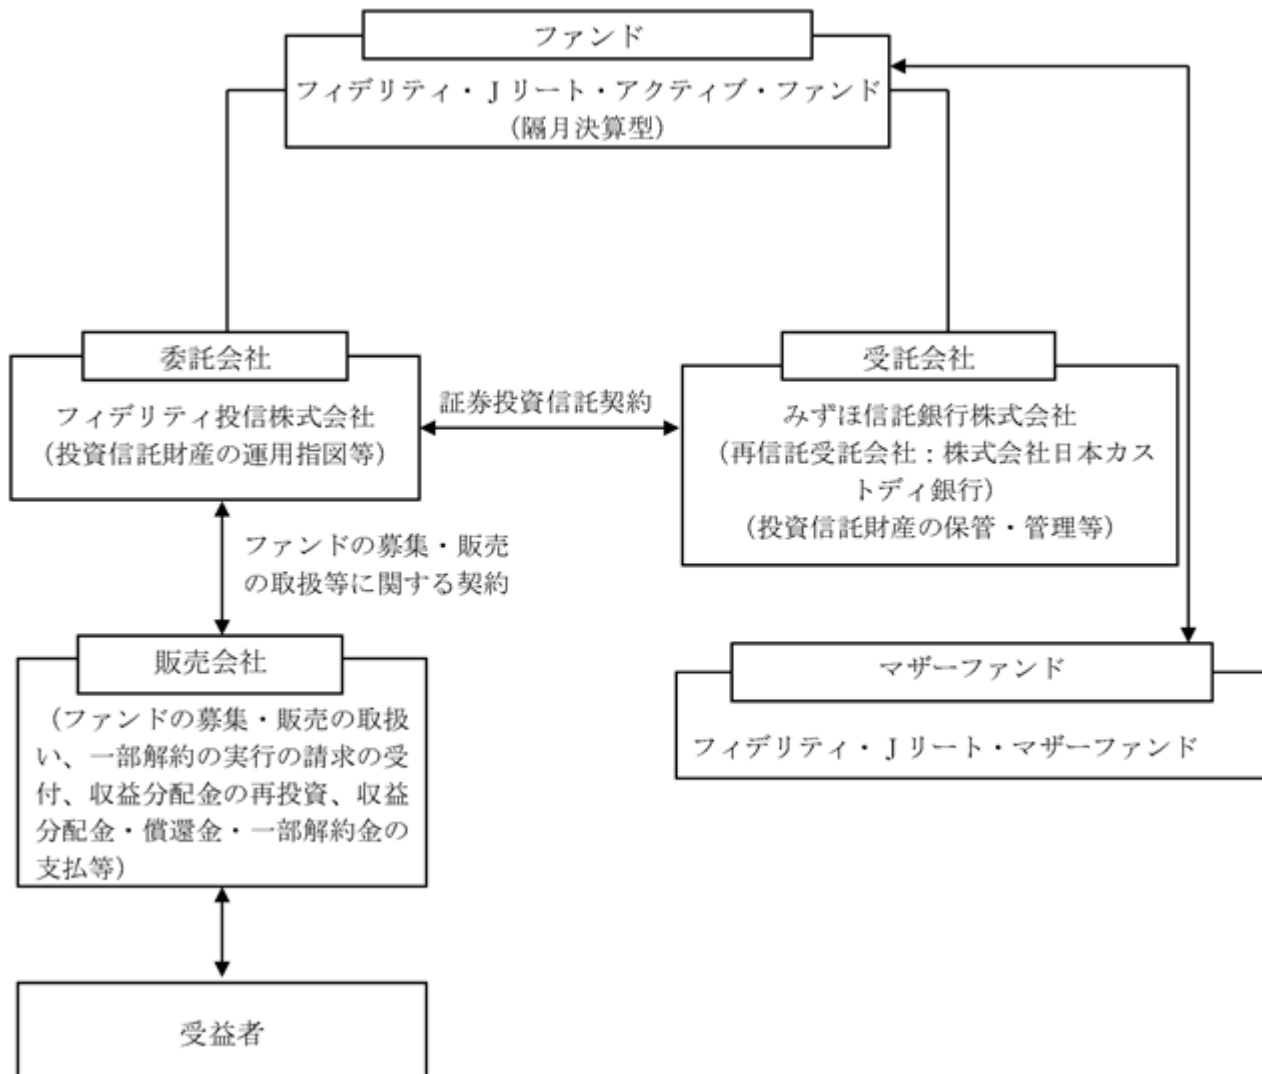 ファンド
フィデリティ・Ｊリート・アクティブ・ファンド
（隔月決算型）
委託会社
フィデリティ投信株式会社
（投資信託財産の運用指図等）
証券投資信託契約
受託会社
みずほ信託銀行株式会社
（再信託受託会社：株式会社日本カス
トディ銀行）
（投資信託財産の保管・管理等）
ファンドの募集・販売
の取扱等に関する契約
販売会社
（ファンドの募集・販売の取扱
い、一部解約の実行の請求の受
付、収益分配金の再投資、収益
分配金・償還金・一部解約金の
支払等）
マザーファンド
フィデリティ・Ｊリート・マザーファンド
受益者